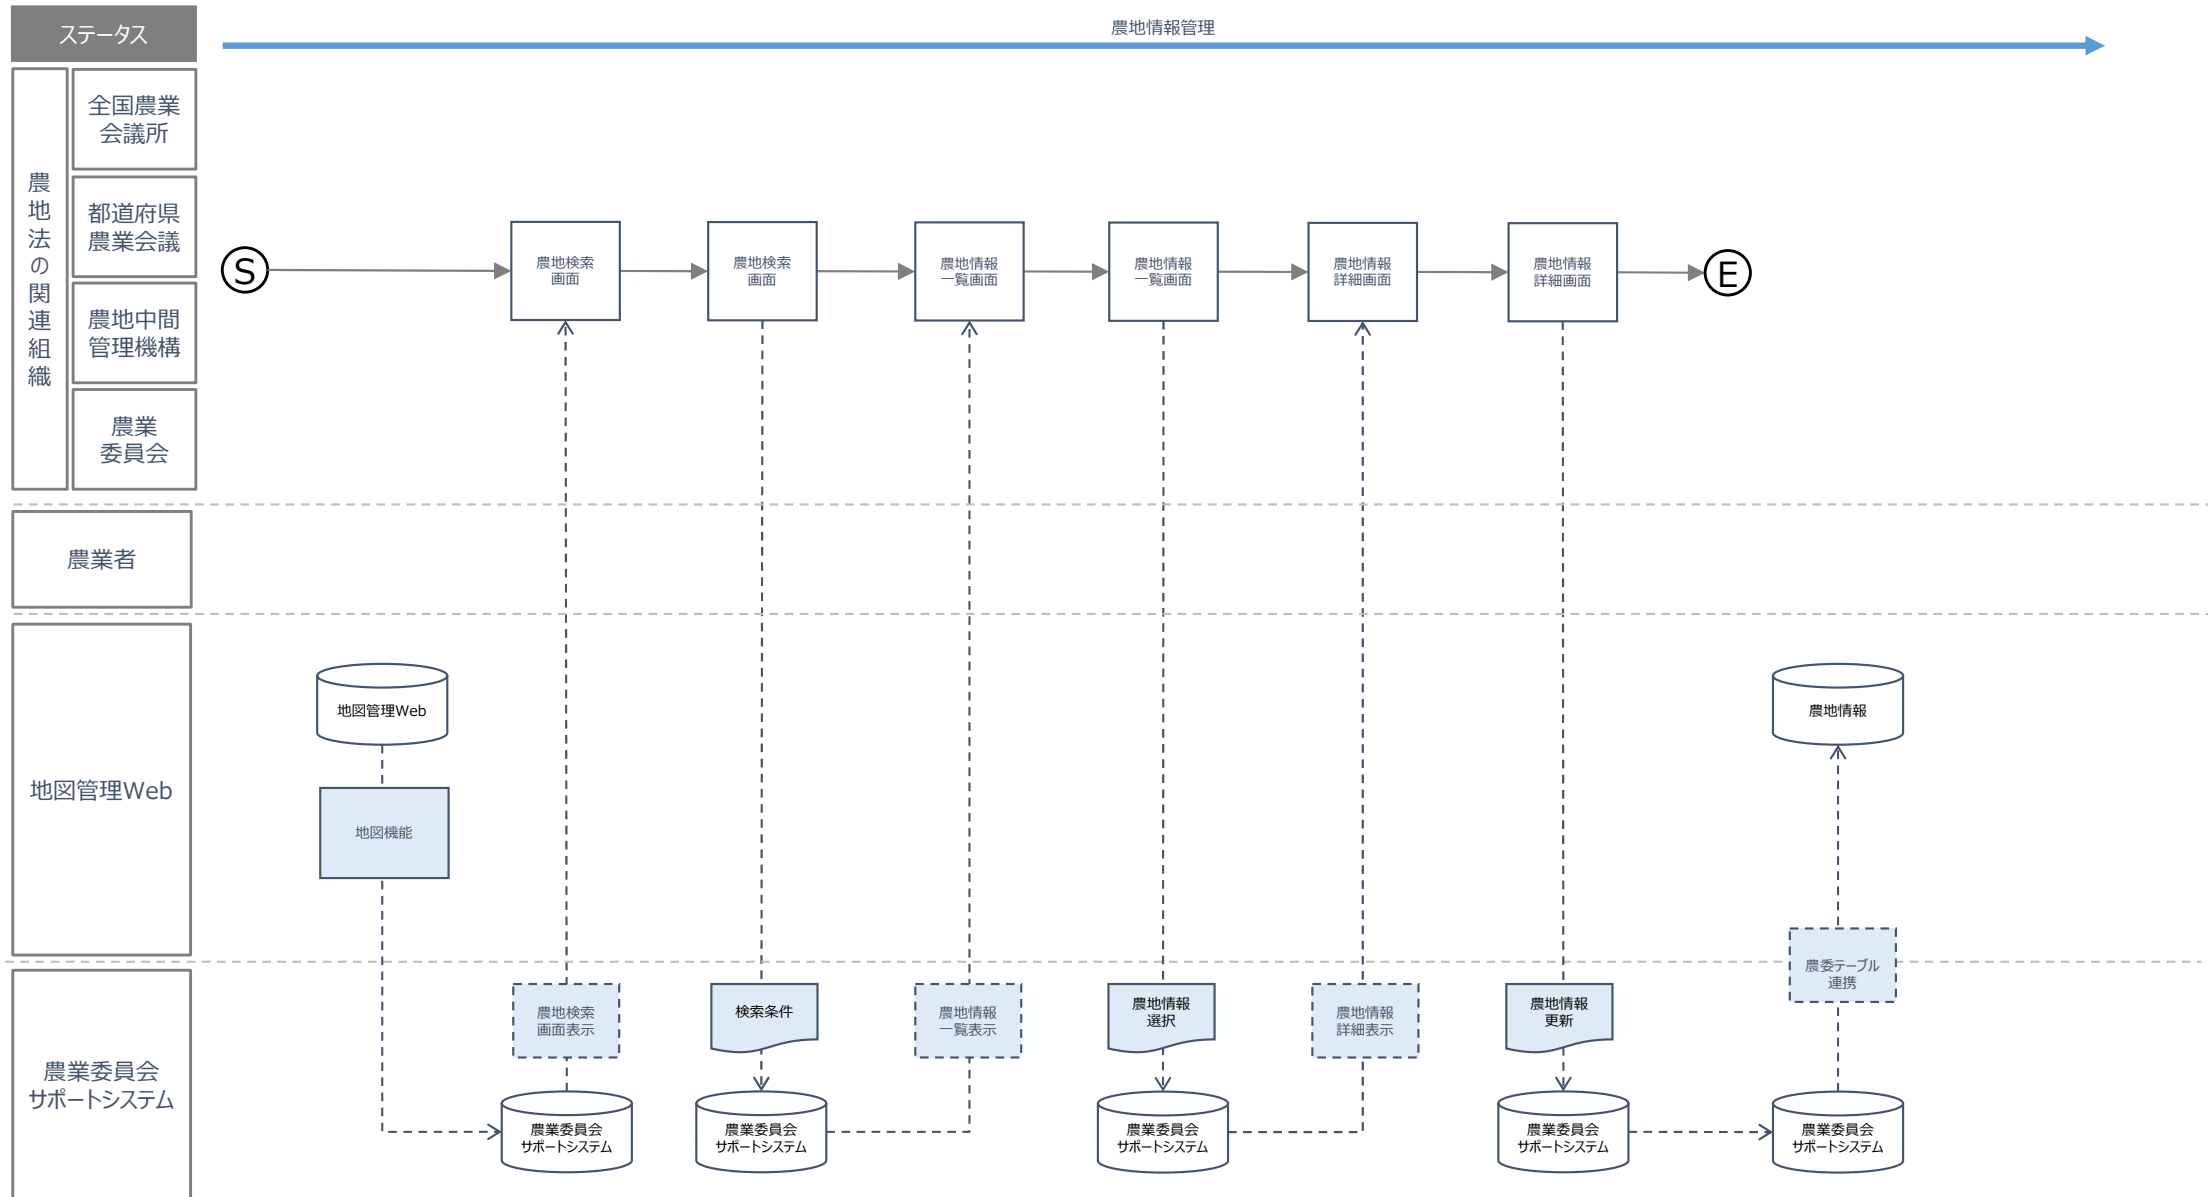 ステータス
農地情報管理
農地法の関連組織
全国農業
会議所
都道府県
農業会議
農地中間
管理機構
農業
委員会
S
農地検索
画面
農地検索
画面
農地情報
一覧画面
農地情報
一覧画面
農地情報
詳細画面
農地情報
詳細画面
E
農業者
地図管理Web
地図管理Web
地図機能
農地情報
農委テーブル
連携
農業委員会
サポートシステム
農地検索
画面表示
検索条件
農地情報
一覧表示
農地情報
選択
農地情報
詳細表示
農地情報
更新
農業委員会
サポートシステム
農業委員会
サポートシステム
農業委員会
サポートシステム
農業委員会
サポートシステム
農業委員会
サポートシステム